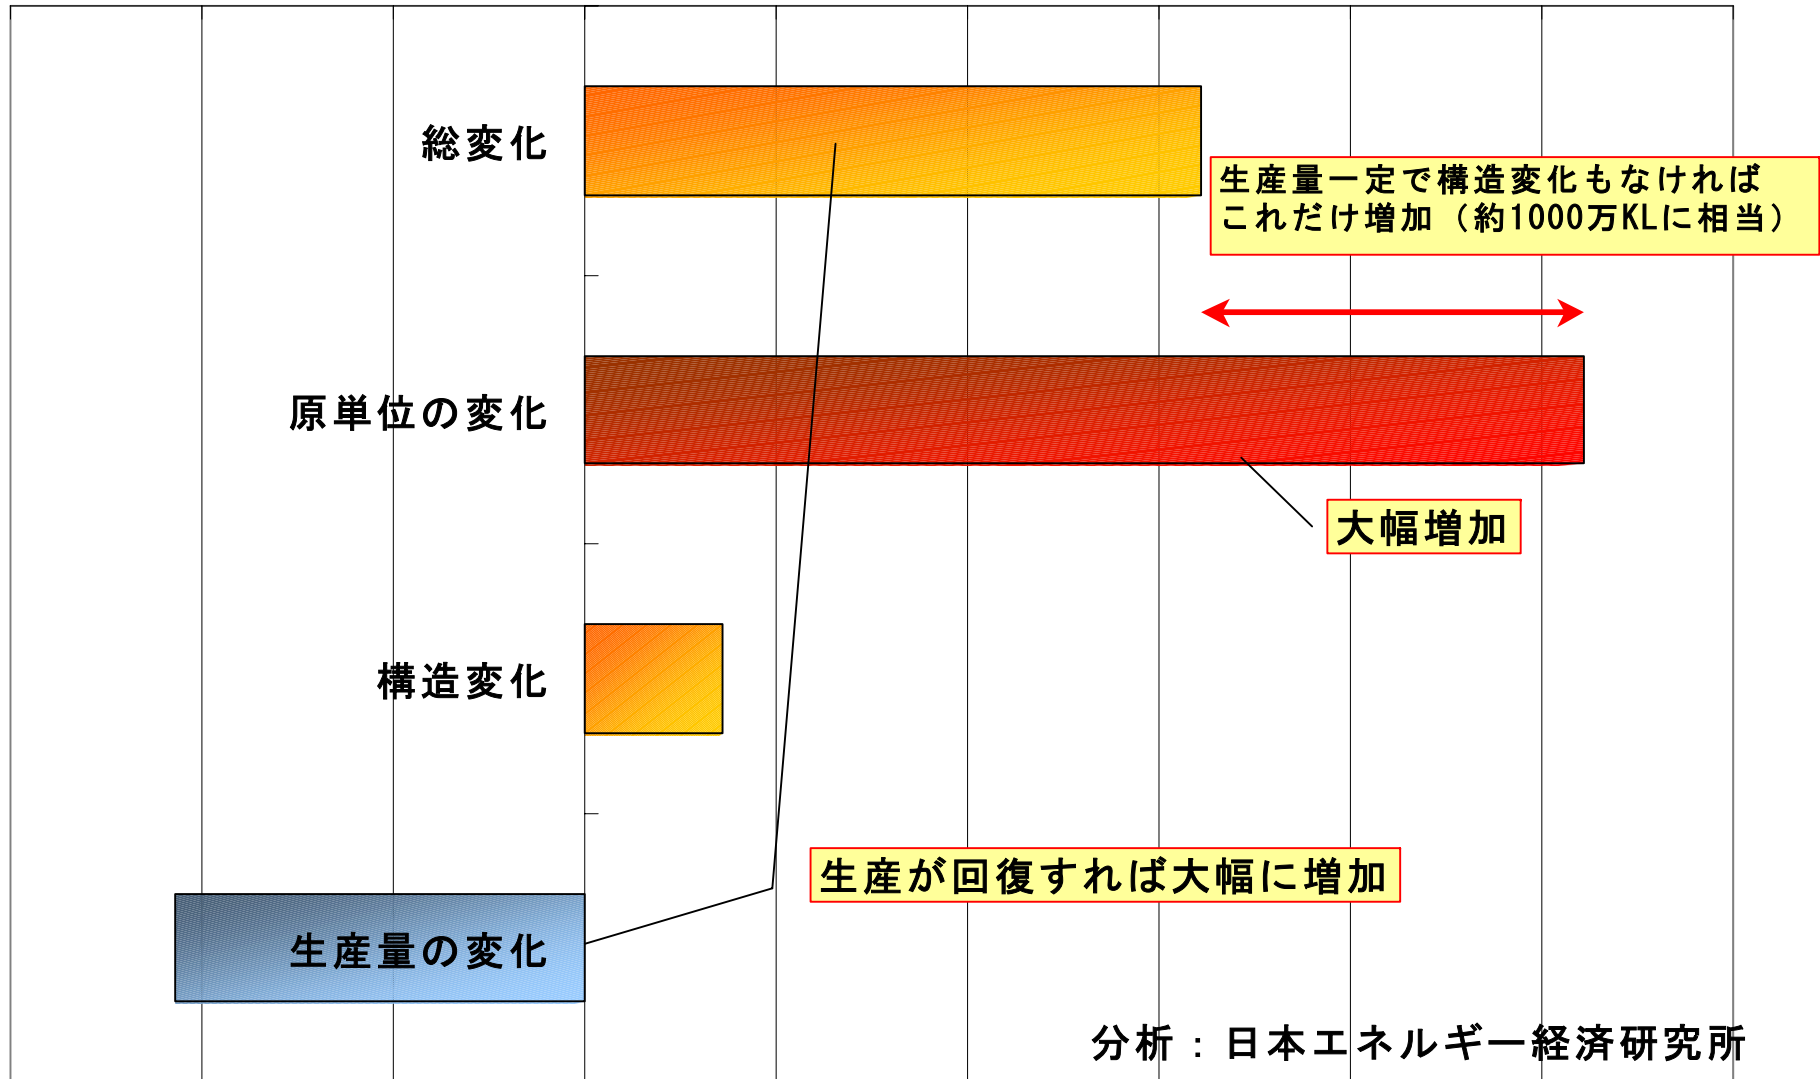 総変化
生産量一定で構造変化もなければ
これだけ増加（約1000万KLに相当）
原単位の変化
大幅増加
構造変化
生産が回復すれば大幅に増加
生産量の変化
分析：日本エネルギー経済研究所